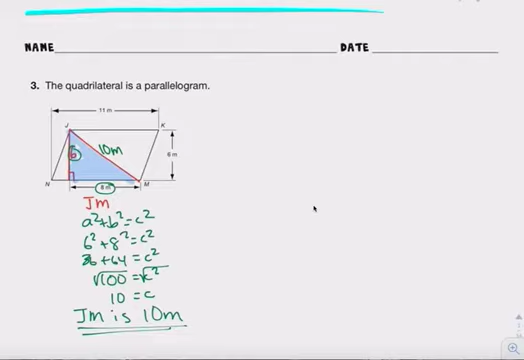 NAME DATE
3. The quadrilateral is a parallelogram.
11 m
J K
6 10m 6 m
N 8 m M
Jm
a²+b²=c²
6²+8²=c²
36+64=c²
√100=√c²
10=c
Jm is 10m